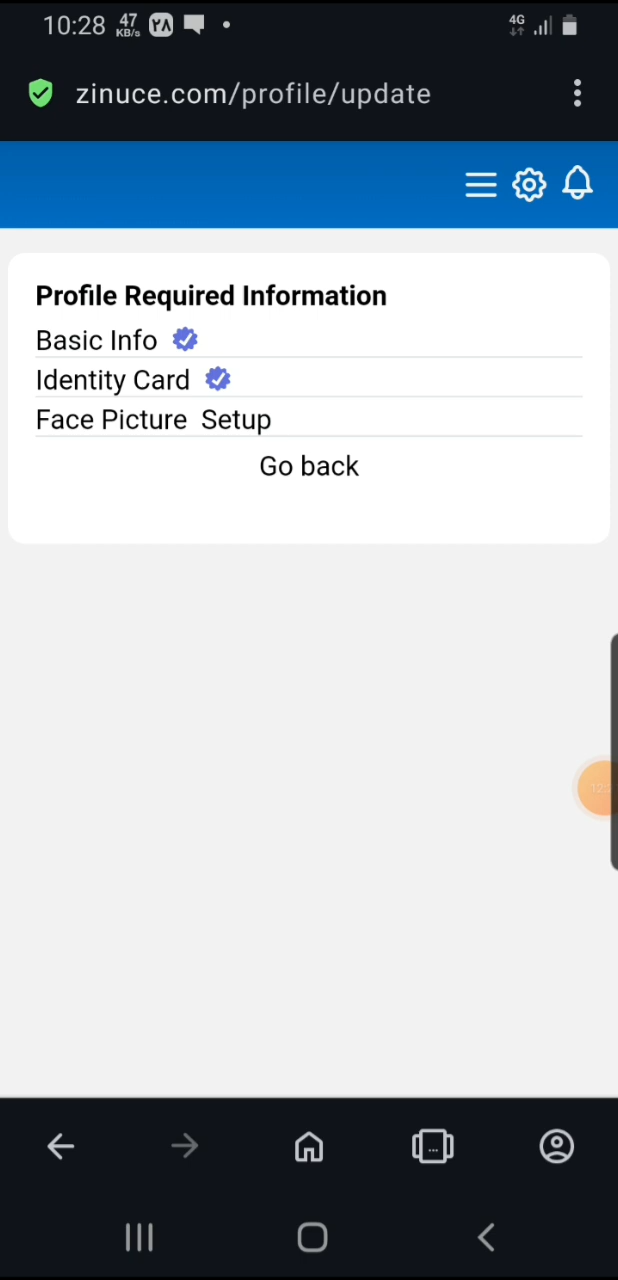 10:28 47 KB/s ٢٨ 4G
zinuce.com/profile/update
Profile Required Information
Basic Info
Identity Card
Face Picture Setup
Go back